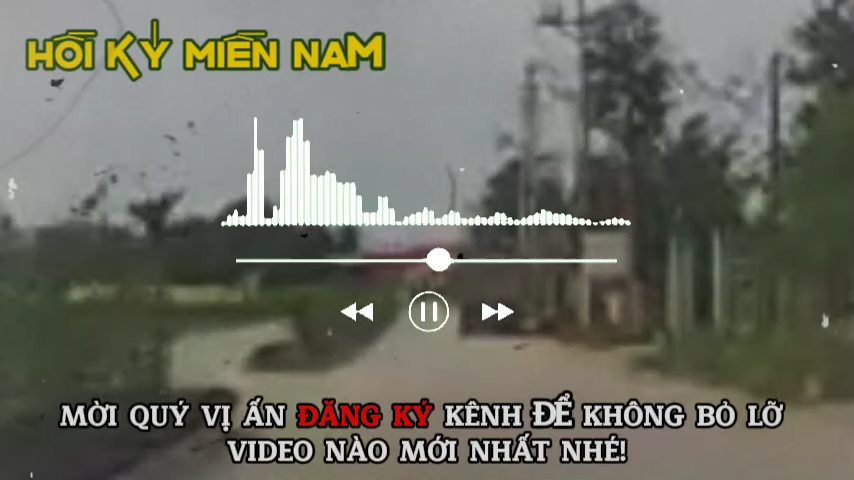 HỒI KÝ MIỀN NAM
MỜI QUÝ VỊ ẤN ĐĂNG KÝ KÊNH ĐỂ KHÔNG BỎ LỠ
VIDEO NÀO MỚI NHẤT NHÉ!